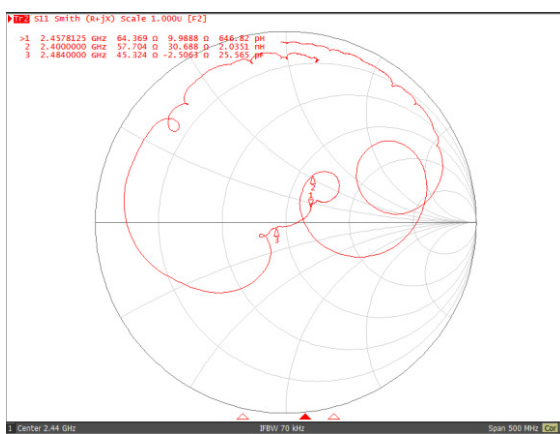 Tr2 S11 Smith (R+jX) Scale 1.000U [F2]
>1 2.4578125 GHz 64.369 Ω 9.9888 Ω 646.82 pH
2 2.4000000 GHz 57.704 Ω 30.688 Ω 2.0351 nH
3 2.4840000 GHz 45.324 Ω -2.5063 Ω 25.565 pF
2
1
3
1 Center 2.44 GHz IFBW 70 kHz Span 500 MHz Cor